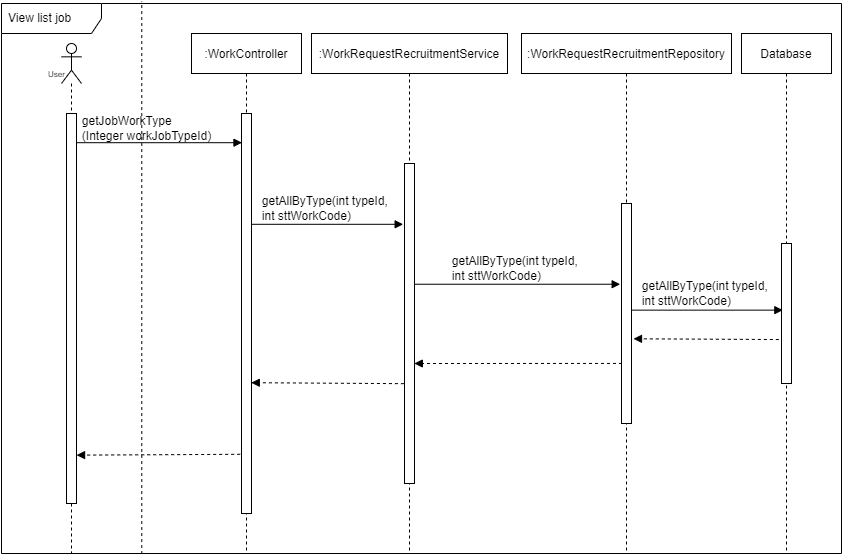 View list job
User
:WorkController
:WorkRequestRecruitmentService
:WorkRequestRecruitmentRepository
Database
getJobWorkType
(Integer workJobTypeId)
getAllByType(int typeId,
int sttWorkCode)
getAllByType(int typeId,
int sttWorkCode)
getAllByType(int typeId,
int sttWorkCode)